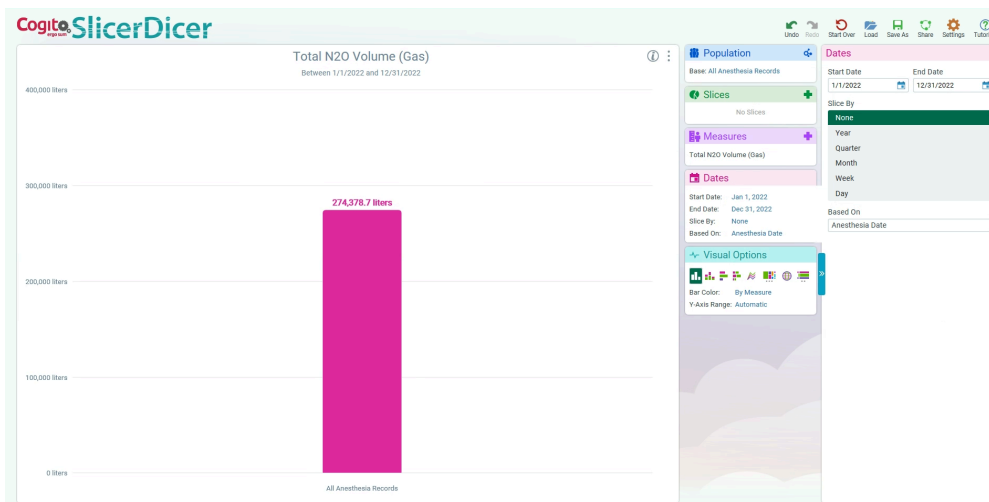 Cogito
ergo sum
SlicerDicer
Undo
Redo
Start Over
Load
Save As
Share
Settings
Total N2O Volume (Gas)
Between 1/1/2022 and 12/31/2022
400,000 liters
300,000 liters
200,000 liters
100,000 liters
0 liters
274,378.7 liters
All Anesthesia Records
Population
Base: All Anesthesia Records
Slices
No Slices
Measures
Total N2O Volume (Gas)
Dates
Start Date: Jan 1, 2022
End Date: Dec 31, 2022
Slice By: None
Based On: Anesthesia Date
Visual Options
Bar Color: By Measure
Y-Axis Range: Automatic
Dates
Start Date End Date
1/1/2022 12/31/2022
Slice By
None
Year
Quarter
Month
Week
Day
Based On
Anesthesia Date